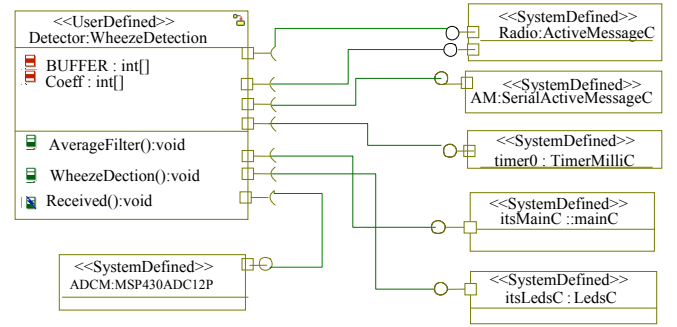 <<UserDefined>>
Detector:WheezeDetection
BUFFER : int[]
Coeff : int[]
AverageFilter():void
WheezeDection():void
Received():void
<<SystemDefined>>
ADCM:MSP430ADC12P
<<SystemDefined>>
Radio:ActiveMessageC
<<SystemDefined>>
AM:SerialActiveMessageC
<<SystemDefined>>
timer0 : TimerMilliC
<<SystemDefined>>
itsMainC ::mainC
<<SystemDefined>>
itsLedsC : LedsC